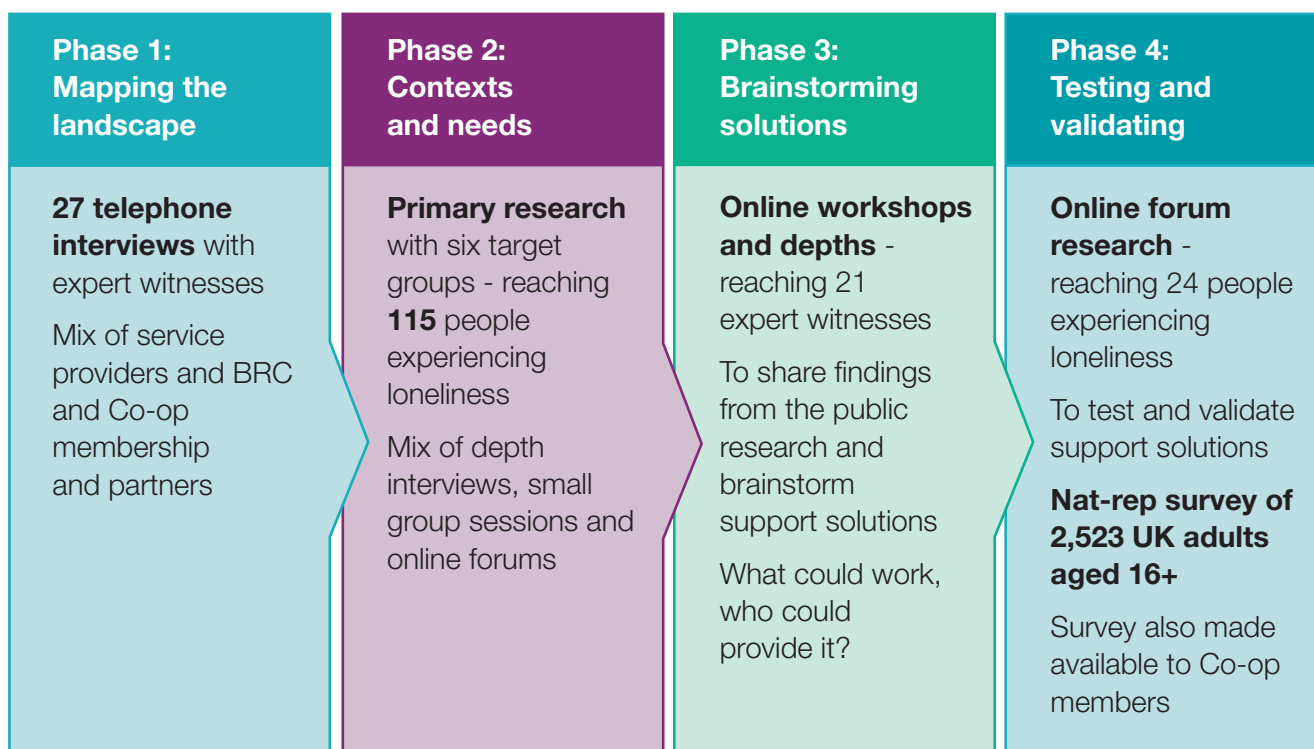 Phase 1:
Mapping the
landscape
27 telephone
interviews with
expert witnesses
Mix of service
providers and BRC
and Co-op
membership
and partners
Phase 2:
Contexts
and needs
Primary research
with six target
groups - reaching
115 people
experiencing
loneliness
Mix of depth
interviews, small
group sessions and
online forums
Phase 3:
Brainstorming
solutions
Online workshops
and depths -
reaching 21
expert witnesses
To share findings
from the public
research and
brainstorm
support solutions
What could work,
who could
provide it?
Phase 4:
Testing and
validating
Online forum
research -
reaching 24 people
experiencing
loneliness
To test and validate
support solutions
Nat-rep survey of
2,523 UK adults
aged 16+
Survey also made
available to Co-op
members